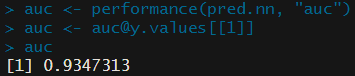 > auc <- performance(pred.nn, "auc")
> auc <- auc@y.values[[1]]
> auc
[1] 0.9347313